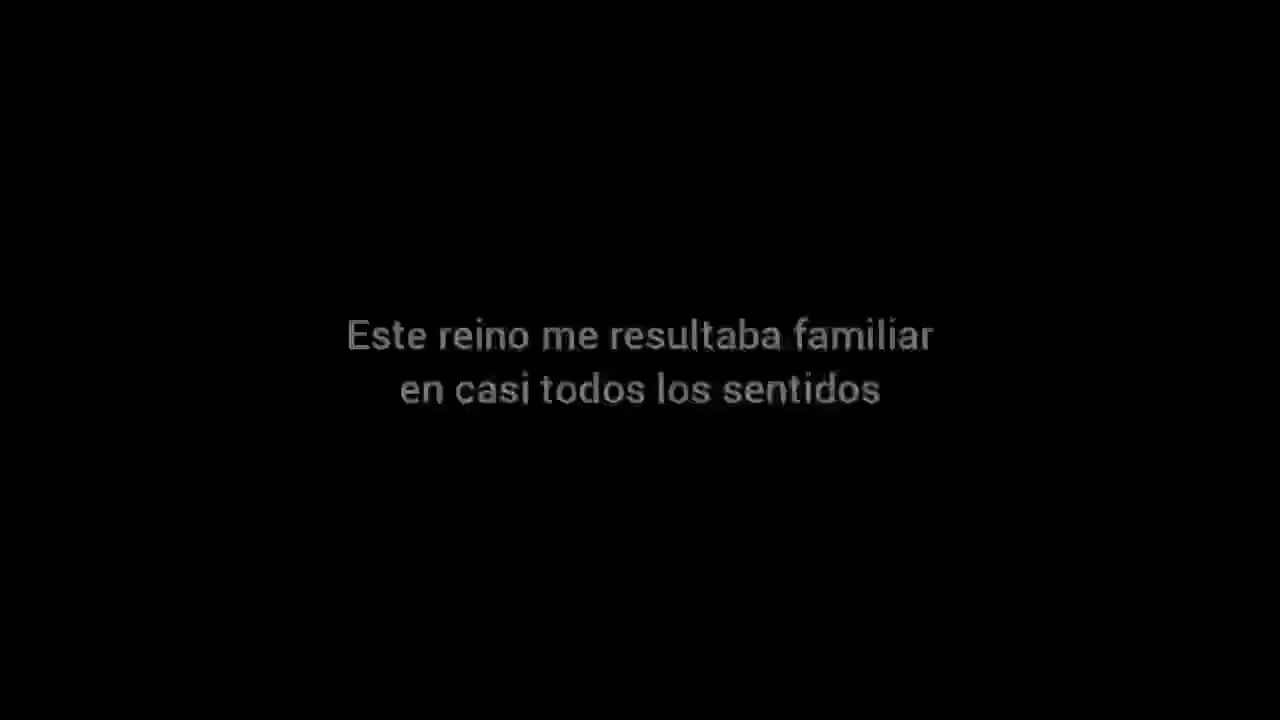 Este reino me resultaba familiar
en casi todos los sentidos